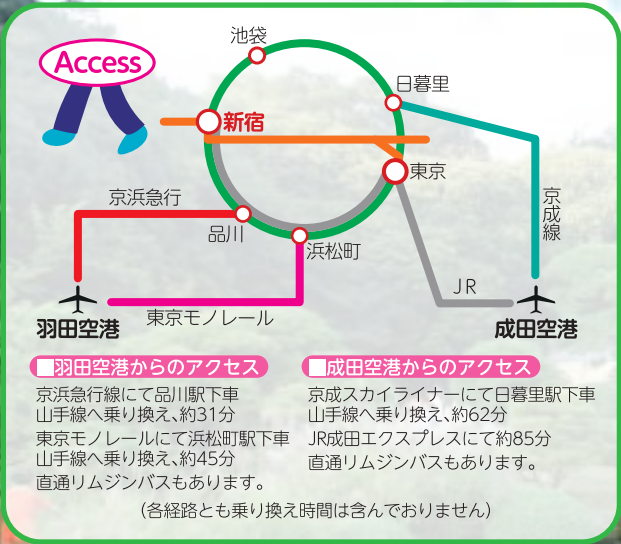 Access
池袋
日暮里
新宿
東京
京浜急行
京成線
品川
浜松町
JR
東京モノレール
羽田空港
成田空港
■羽田空港からのアクセス
京浜急行線にて品川駅下車
山手線へ乗り換え、約31分
東京モノレールにて浜松町駅下車
山手線へ乗り換え、約45分
直通リムジンバスもあります。
■成田空港からのアクセス
京成スカイライナーにて日暮里駅下車
山手線へ乗り換え、約62分
JR成田エクスプレスにて約85分
直通リムジンバスもあります。
(各経路とも乗り換え時間は含んでおりません)